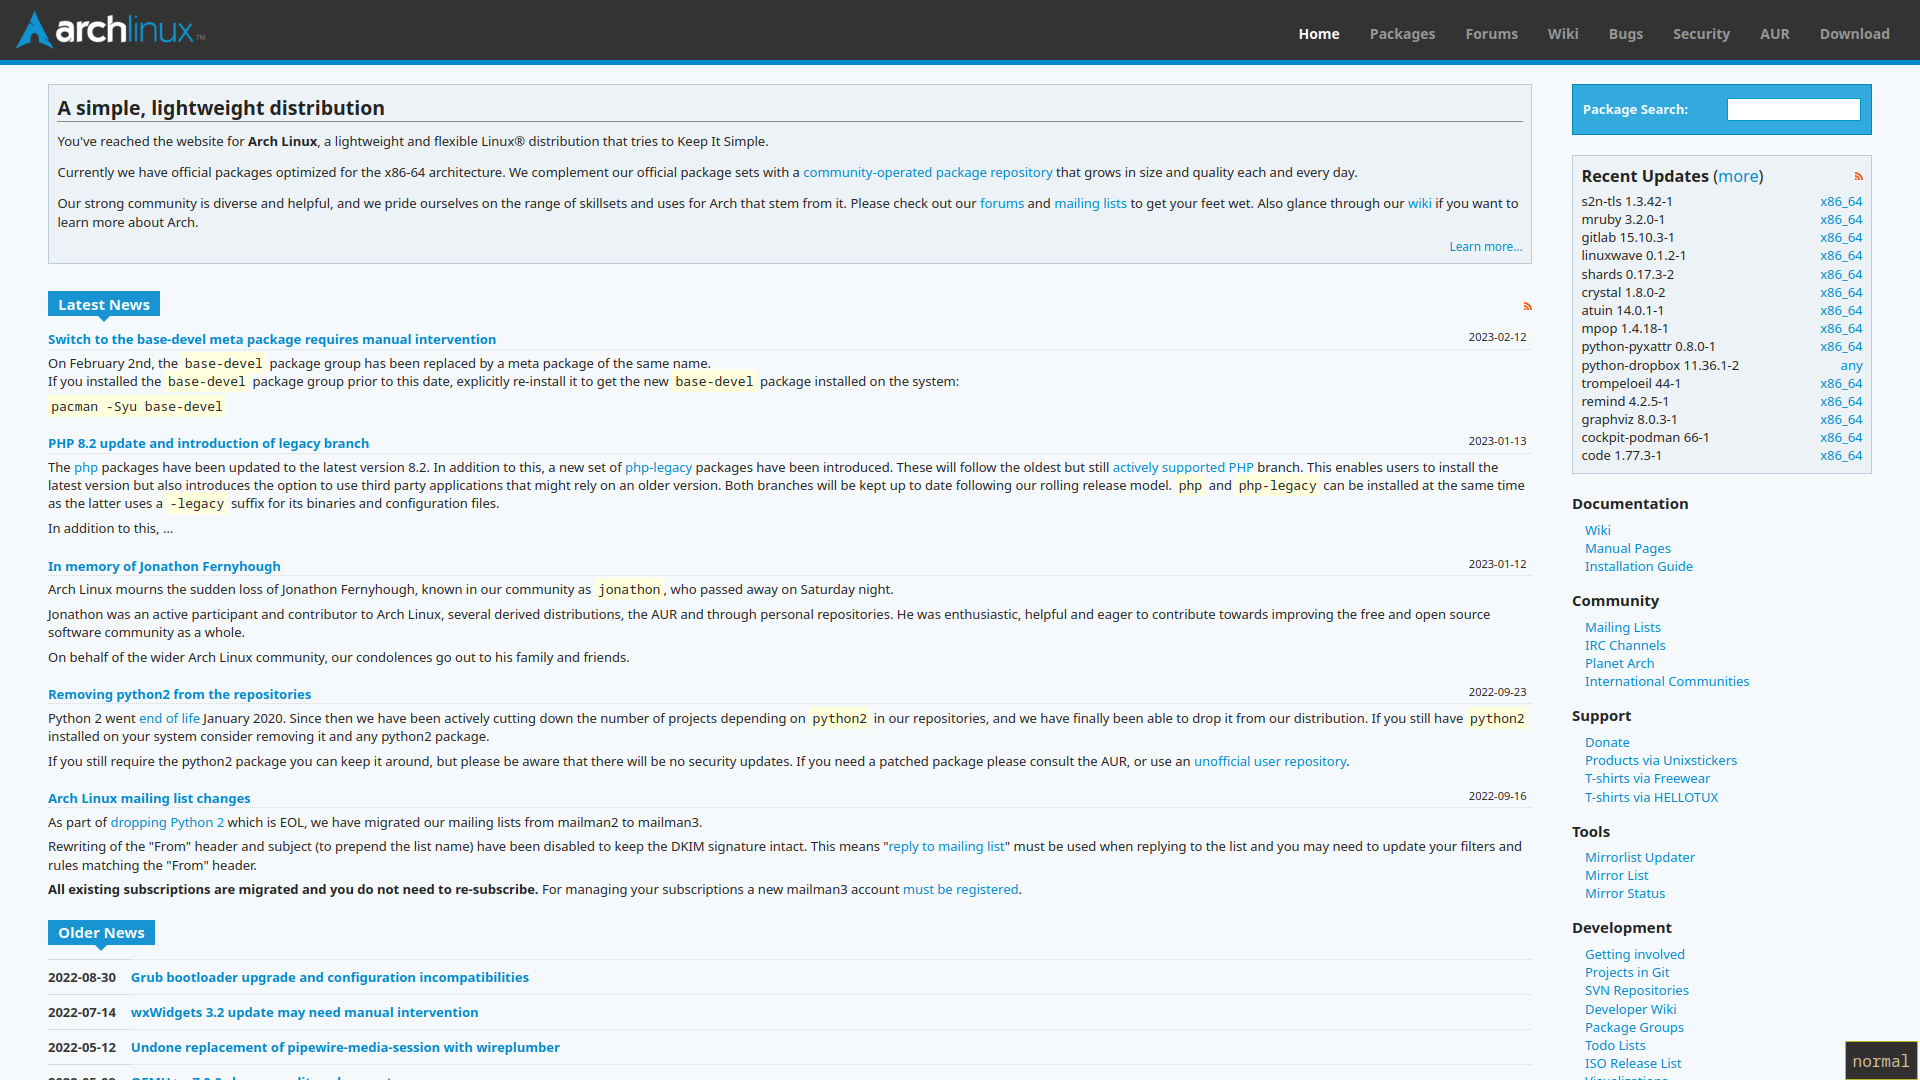 archlinux™
Home Packages Forums Wiki Bugs Security AUR Download
A simple, lightweight distribution
You've reached the website for Arch Linux, a lightweight and flexible Linux® distribution that tries to Keep It Simple.
Currently we have official packages optimized for the x86-64 architecture. We complement our official package sets with a community-operated package repository that grows in size and quality each and every day.
Our strong community is diverse and helpful, and we pride ourselves on the range of skillsets and uses for Arch that stem from it. Please check out our forums and mailing lists to get your feet wet. Also glance through our wiki if you want to
learn more about Arch.
Learn more...
Latest News
Switch to the base-devel meta package requires manual intervention 2023-02-12
On February 2nd, the base-devel package group has been replaced by a meta package of the same name.
If you installed the base-devel package group prior to this date, explicitly re-install it to get the new base-devel package installed on the system:
pacman -Syu base-devel
PHP 8.2 update and introduction of legacy branch 2023-01-13
The php packages have been updated to the latest version 8.2. In addition to this, a new set of php-legacy packages have been introduced. These will follow the oldest but still actively supported PHP branch. This enables users to install the
latest version but also introduces the option to use third party applications that might rely on an older version. Both branches will be kept up to date following our rolling release model. php and php-legacy can be installed at the same time
as the latter uses a -legacy suffix for its binaries and configuration files.
In addition to this, ...
In memory of Jonathon Fernyhough 2023-01-12
Arch Linux mourns the sudden loss of Jonathon Fernyhough, known in our community as jonathon, who passed away on Saturday night.
Jonathon was an active participant and contributor to Arch Linux, several derived distributions, the AUR and through personal repositories. He was enthusiastic, helpful and eager to contribute towards improving the free and open source
software community as a whole.
On behalf of the wider Arch Linux community, our condolences go out to his family and friends.
Removing python2 from the repositories 2022-09-23
Python 2 went end of life January 2020. Since then we have been actively cutting down the number of projects depending on python2 in our repositories, and we have finally been able to drop it from our distribution. If you still have python2
installed on your system consider removing it and any python2 package.
If you still require the python2 package you can keep it around, but please be aware that there will be no security updates. If you need a patched package please consult the AUR, or use an unofficial user repository.
Arch Linux mailing list changes 2022-09-16
As part of dropping Python 2 which is EOL, we have migrated our mailing lists from mailman2 to mailman3.
Rewriting of the "From" header and subject (to prepend the list name) have been disabled to keep the DKIM signature intact. This means "reply to mailing list" must be used when replying to the list and you may need to update your filters and
rules matching the "From" header.
All existing subscriptions are migrated and you do not need to re-subscribe. For managing your subscriptions a new mailman3 account must be registered.
Older News
2022-08-30 Grub bootloader upgrade and configuration incompatibilities
2022-07-14 wxWidgets 3.2 update may need manual intervention
2022-05-12 Undone replacement of pipewire-media-session with wireplumber
Package Search:
Recent Updates (more)
s2n-tls 1.3.42-1 x86_64
mruby 3.2.0-1 x86_64
gitlab 15.10.3-1 x86_64
linuxwave 0.1.2-1 x86_64
shards 0.17.3-2 x86_64
crystal 1.8.0-2 x86_64
atuin 14.0.1-1 x86_64
mpop 1.4.18-1 x86_64
python-pyxattr 0.8.0-1 x86_64
python-dropbox 11.36.1-2 any
trompeloeil 44-1 x86_64
remind 4.2.5-1 x86_64
graphviz 8.0.3-1 x86_64
cockpit-podman 66-1 x86_64
code 1.77.3-1 x86_64
Documentation
Wiki
Manual Pages
Installation Guide
Community
Mailing Lists
IRC Channels
Planet Arch
International Communities
Support
Donate
Products via Unixstickers
T-shirts via Freewear
T-shirts via HELLOTUX
Tools
Mirrorlist Updater
Mirror List
Mirror Status
Development
Getting involved
Projects in Git
SVN Repositories
Developer Wiki
Package Groups
Todo Lists
ISO Release List
normal